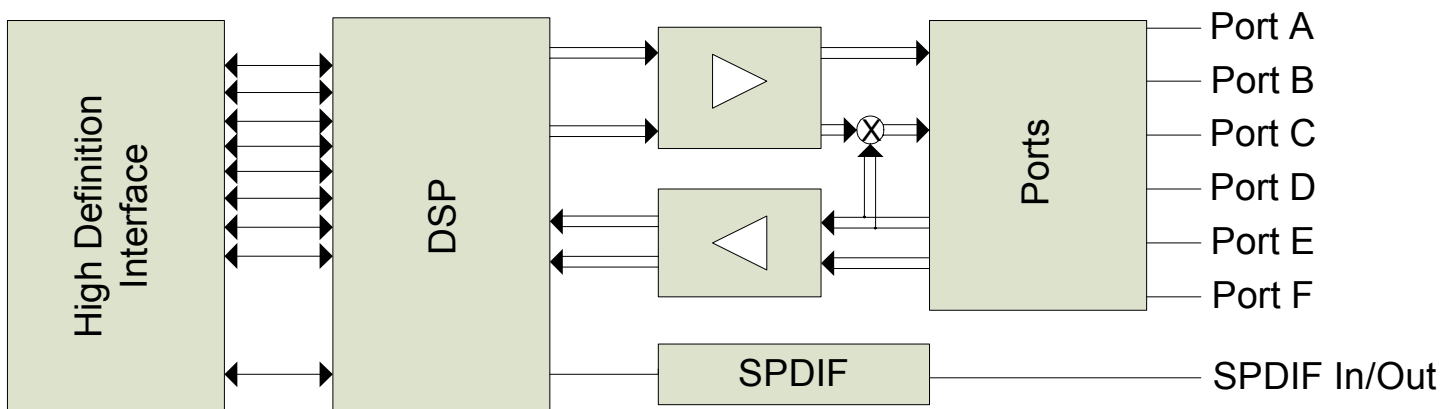 High Definition
Interface
DSP
X
Ports
Port A
Port B
Port C
Port D
Port E
Port F
SPDIF
SPDIF In/Out